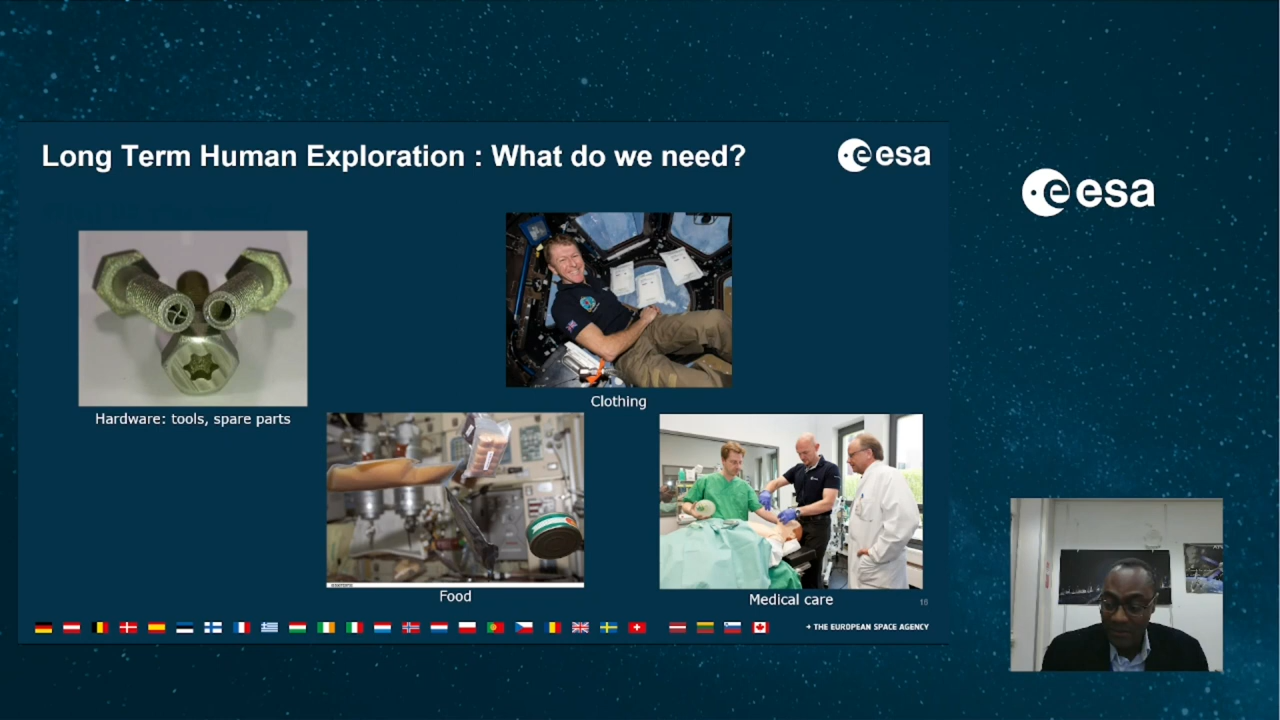 Long Term Human Exploration : What do we need?
esa
esa
Hardware: tools, spare parts
Clothing
Food
Medical care
16
→ THE EUROPEAN SPACE AGENCY